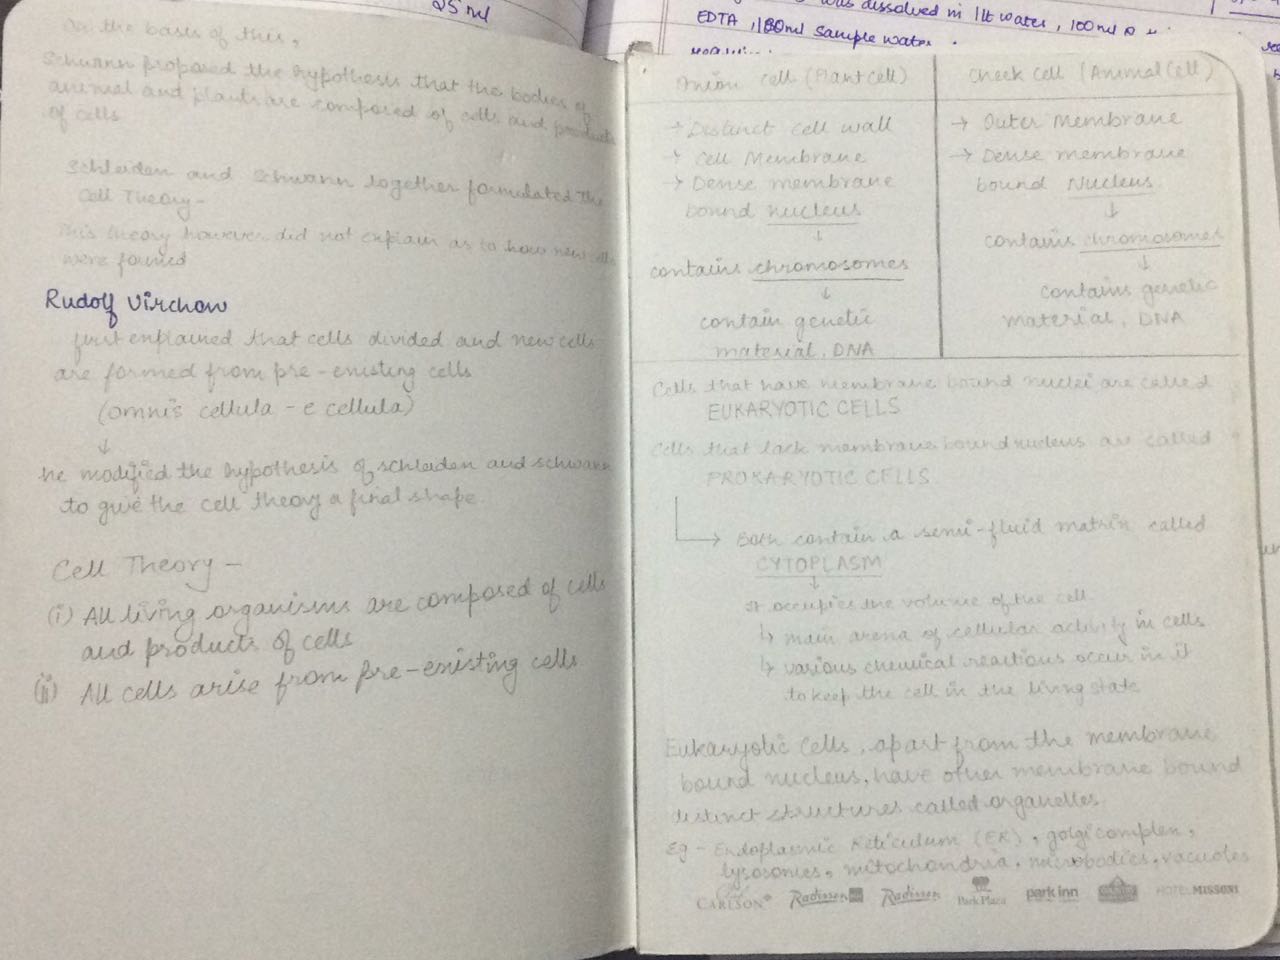 25 ml
was dissolved in 1lt water, 100ml
EDTA, 180ml sample water.
On the basis of this,
Schwann proposed the hypothesis that the bodies of
animal and plants are composed of cells and products
of cells
Schleiden and Schwann together formulated the
Cell Theory-
This theory however did not explain as to how new cells
were formed
Rudolf Virchow
first explained that cells divided and new cells
are formed from pre-existing cells
(omnis cellula - e cellula)
↓
he modified the hypothesis of schleiden and schwann
to give the cell theory a final shape.
Cell Theory -
(i) All living organisms are composed of cells
and products of cells
(ii) All cells arise from pre-existing cells
Onion cell (Plant cell)
→ Distinct cell wall
→ Cell Membrane
→ Dense membrane
bound nucleus
↓
contains chromosomes
↓
contain genetic
material, DNA
Cheek cell (Animal Cell)
→ Outer Membrane
→ Dense membrane
bound Nucleus
↓
contains chromosomes
↓
contains genetic
material, DNA
Cells that have membrane bound nuclei are called
EUKARYOTIC CELLS
Cells that lack membrane bound nucleus are called
PROKARYOTIC CELLS
→ Both contain a semi-fluid matrix called
CYTOPLASM
↓
It occupies the volume of the cell.
↳ main arena of cellular activity in cells
↳ various chemical reactions occur in it
to keep the cell in the living state
Eukaryotic Cells, apart from the membrane
bound nucleus, have other membrane bound
distinct structures called organelles.
Eg - Endoplasmic Reticulum (ER), golgi complex,
lysosomes, mitochondria, microbodies, vacuoles
CARLSON Radisson Radisson Park Plaza park inn HOTEL MISSONI